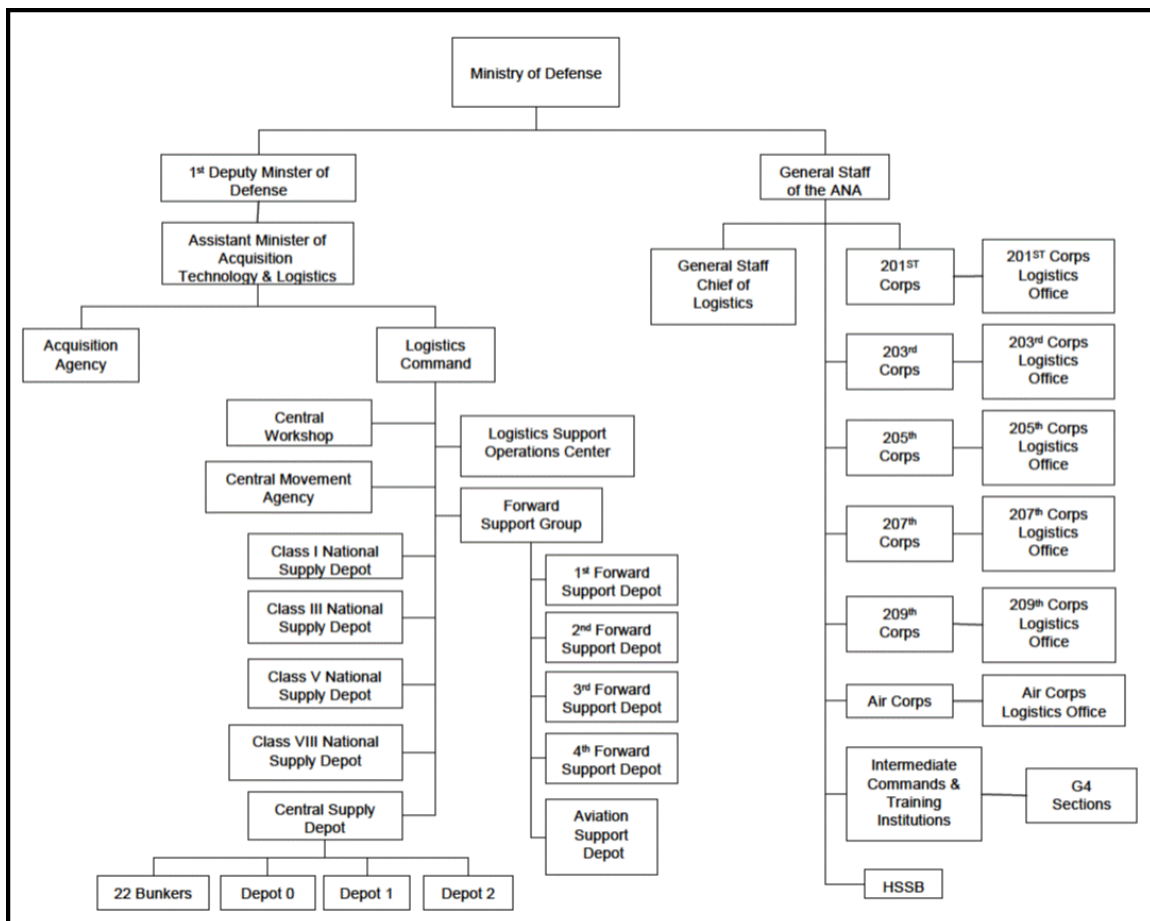 Ministry of Defense
1st Deputy Minster of
Defense
Assistant Minister of
Acquisition
Technology & Logistics
Acquisition
Agency
Logistics
Command
Central
Workshop
Logistics Support
Operations Center
Central Movement
Agency
Forward
Support Group
Class I National
Supply Depot
Class III National
Supply Depot
Class V National
Supply Depot
Class VIII National
Supply Depot
Central Supply
Depot
22 Bunkers
Depot 0
Depot 1
Depot 2
1st Forward
Support Depot
2nd Forward
Support Depot
3rd Forward
Support Depot
4th Forward
Support Depot
Aviation
Support
Depot
General Staff
of the ANA
General Staff
Chief of
Logistics
201ST
Corps
201ST Corps
Logistics
Office
203rd
Corps
203rd Corps
Logistics
Office
205th
Corps
205th Corps
Logistics
Office
207th
Corps
207th Corps
Logistics
Office
209th
Corps
209th Corps
Logistics
Office
Air Corps
Air Corps
Logistics Office
Intermediate
Commands &
Training
Institutions
G4
Sections
HSSB